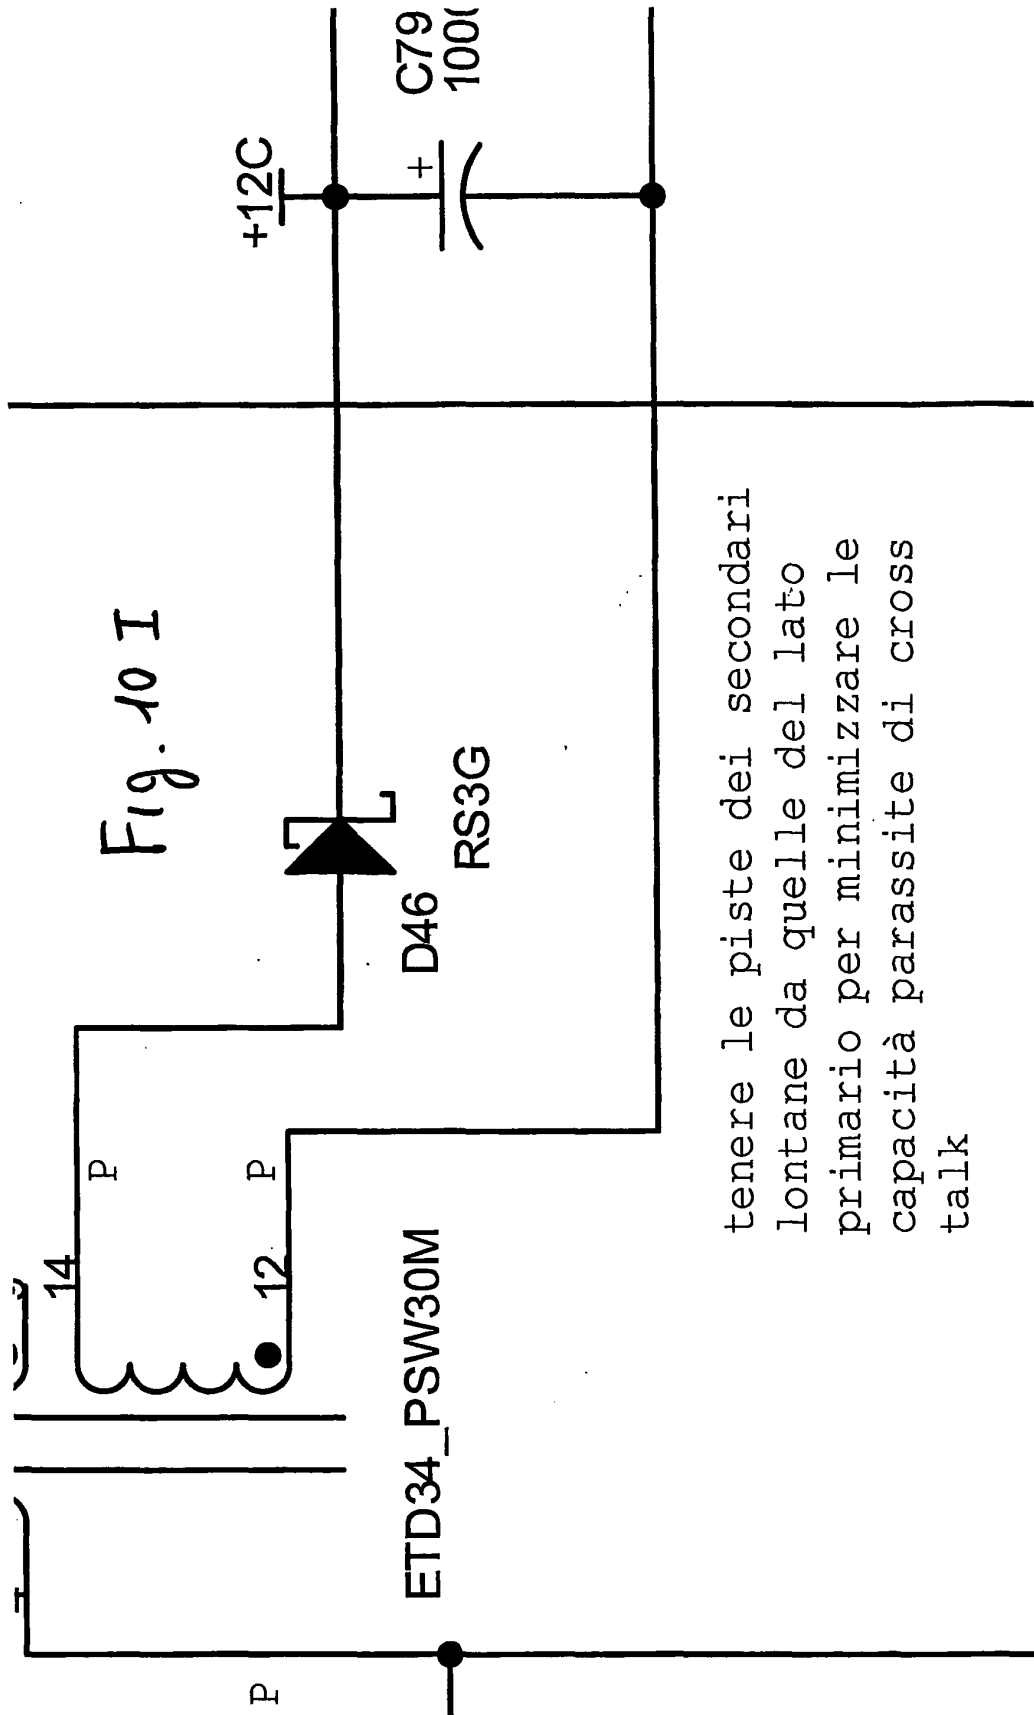 Fig. 10 I
+12C
C79
+
14
P
12
P
D46
RS3G
ETD34_PSW30M
P
tenere le piste dei secondari
lontane da quelle del lato
primario per minimizzare le
capacità parassite di cross
talk